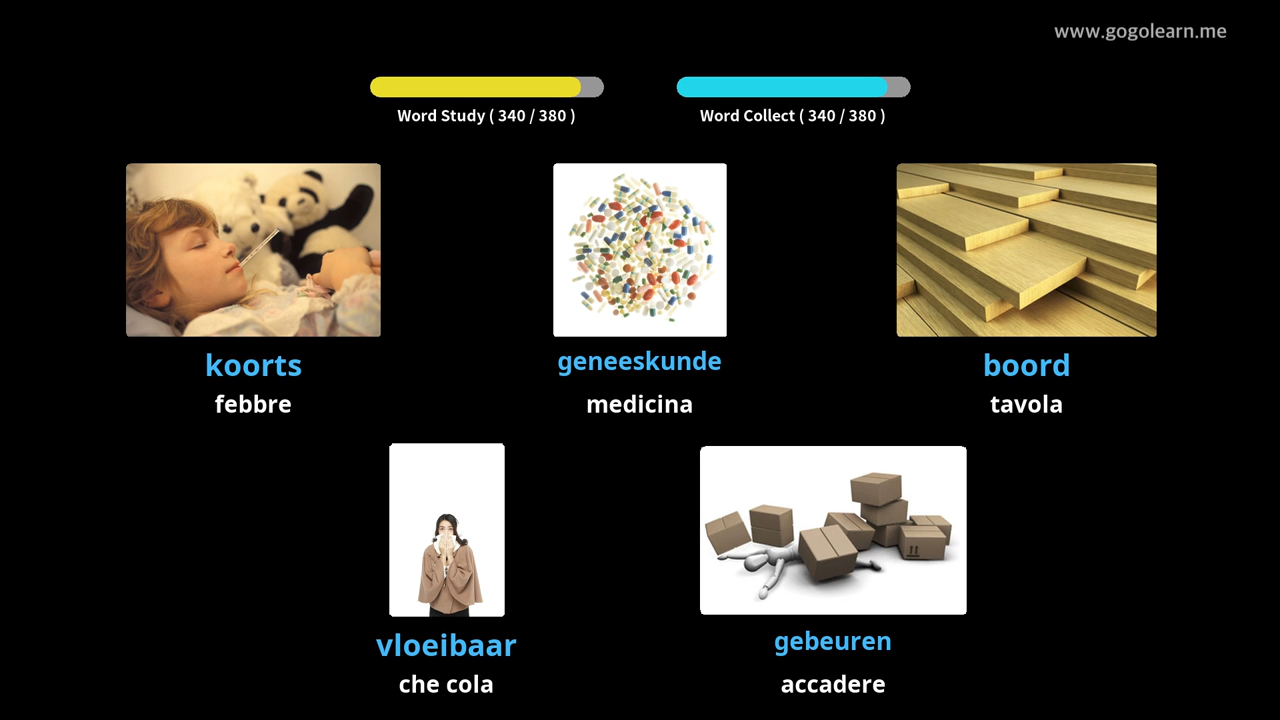 www.gogolearn.me
Word Study ( 340 / 380 )
Word Collect ( 340 / 380 )
koorts
febbre
geneeskunde
medicina
boord
tavola
vloeibaar
che cola
gebeuren
accadere